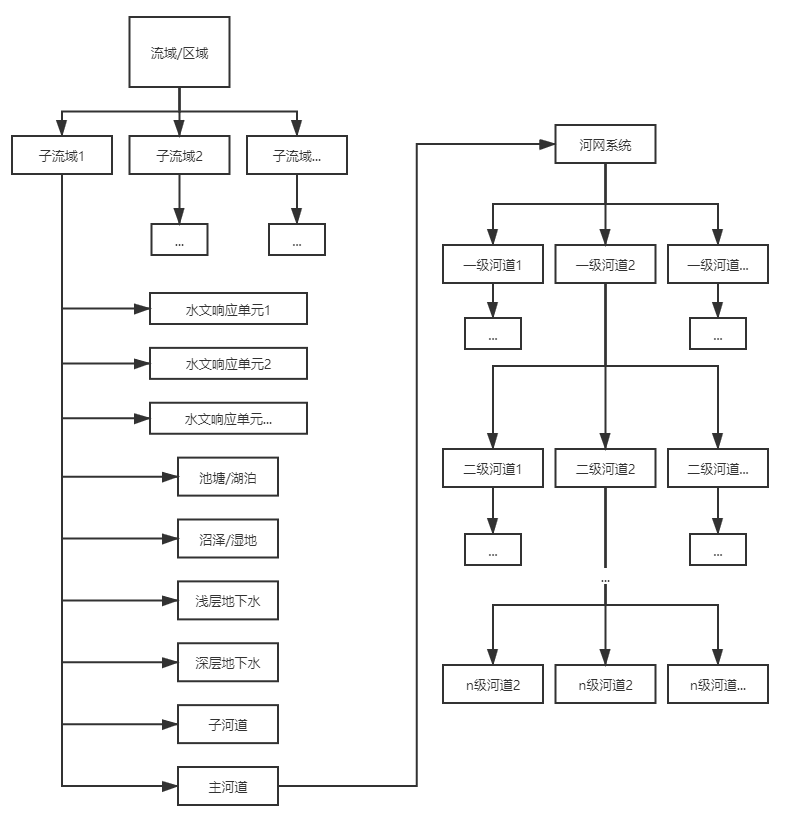 流域/区域
子流域1
子流域2
子流域...
...
...
水文响应单元1
水文响应单元2
水文响应单元...
池塘/湖泊
沼泽/湿地
浅层地下水
深层地下水
子河道
主河道
河网系统
一级河道1
一级河道2
一级河道...
...
...
二级河道1
二级河道2
二级河道...
...
...
...
n级河道2
n级河道2
n级河道...